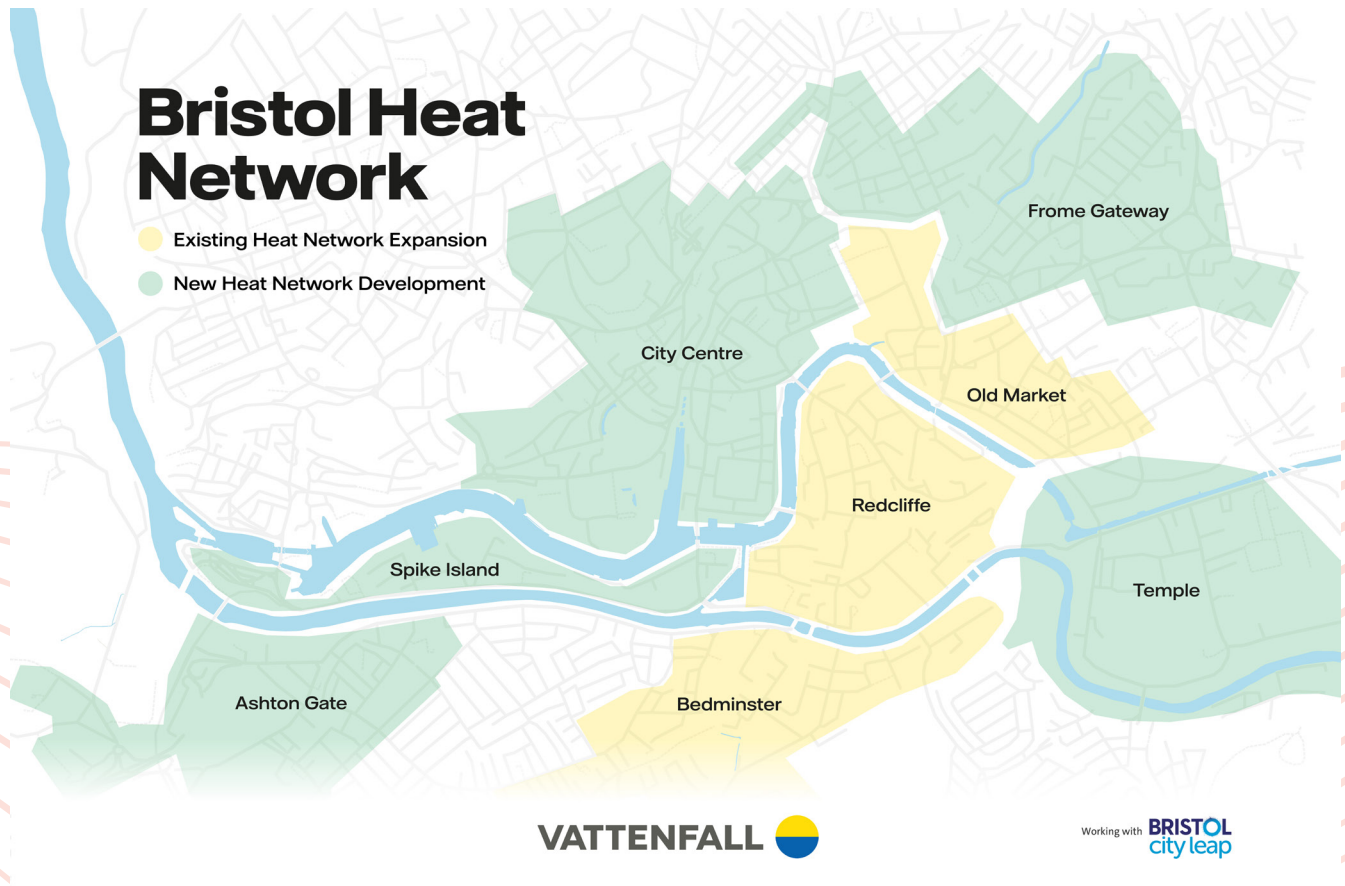 Bristol Heat
Network
Existing Heat Network Expansion
New Heat Network Development
Frome Gateway
City Centre
Old Market
Redcliffe
Spike Island
Temple
Ashton Gate
Bedminster
VATTENFALL
Working with BRISTOL
city leap